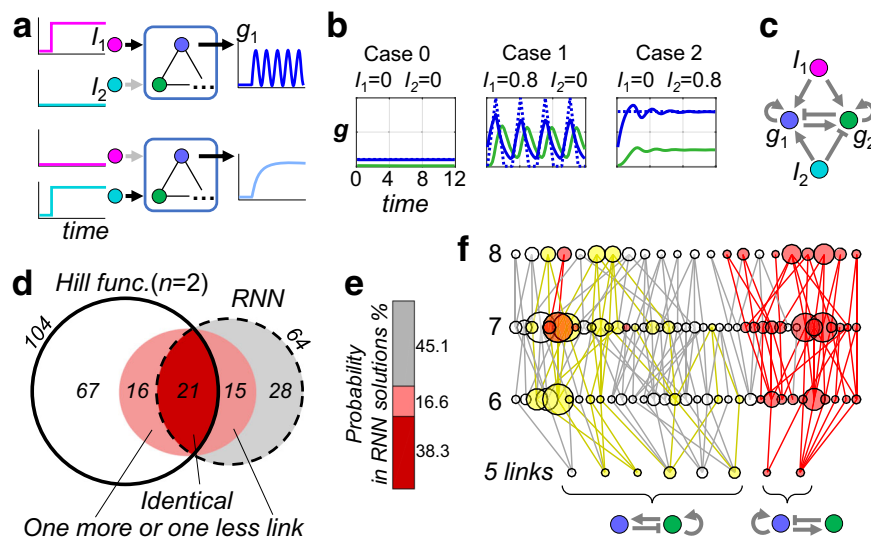 a
I1
I2
g1
...
...
time
b
Case 0
Case 1
Case 2
I1=0 I2=0
I1=0.8 I2=0
I1=0 I2=0.8
g
0 4 8 12
time
c
I1
g1
g2
I2
d
Hill func.(n=2)
RNN
104
64
67
16
21
15
28
Identical
One more or one less link
e
Probability
in RNN solutions %
45.1
16.6
38.3
f
8
7
6
5 links